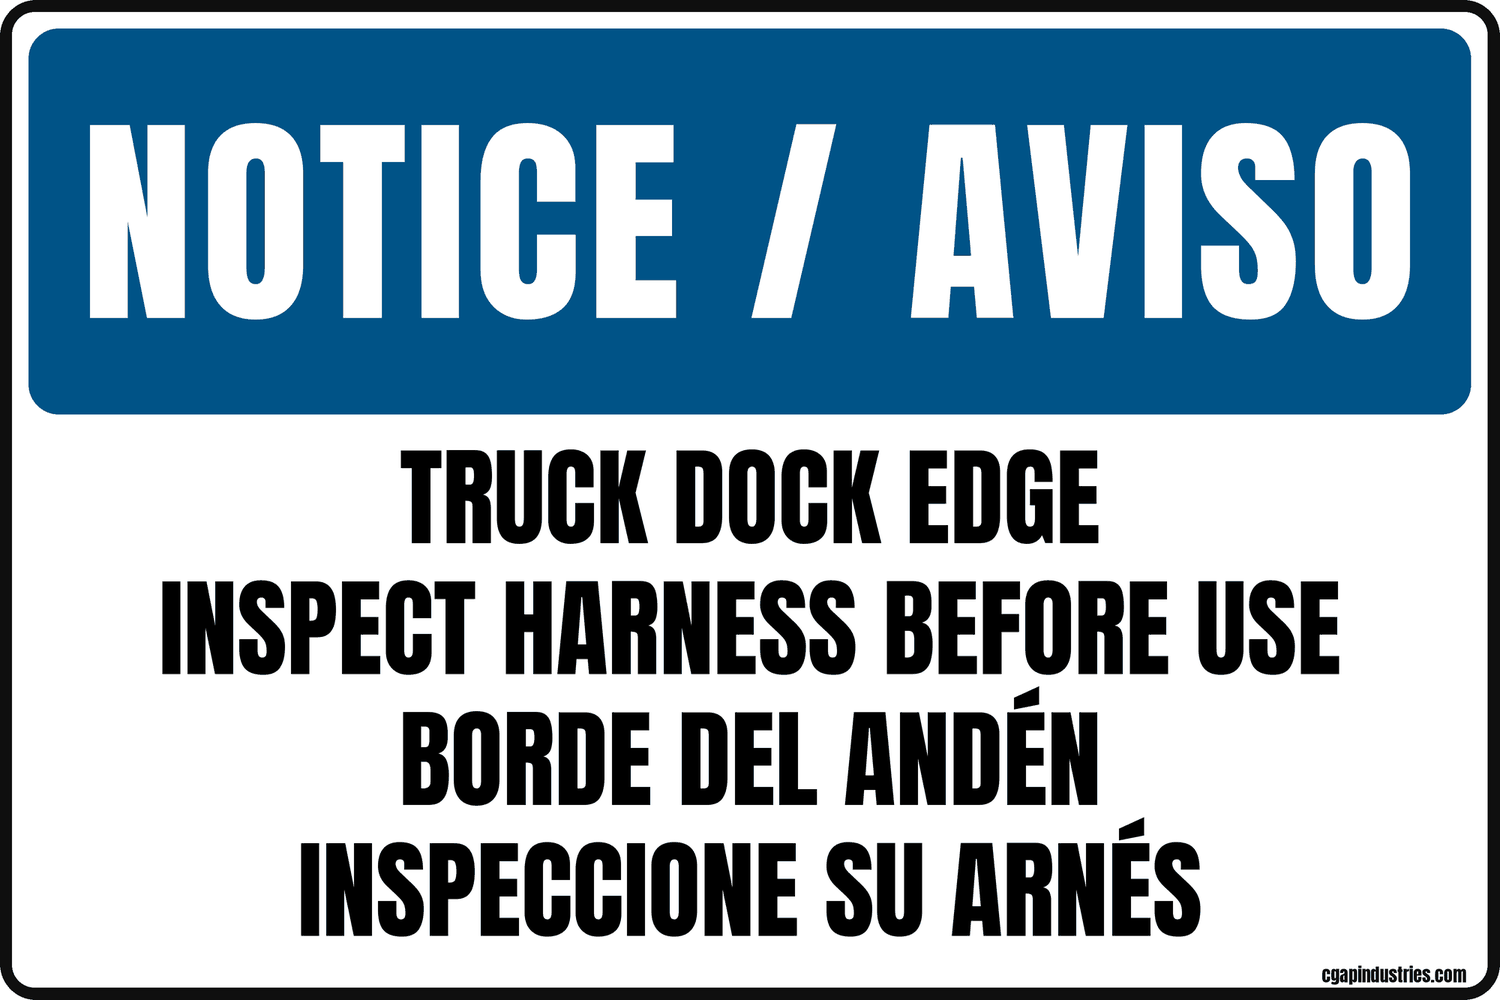 NOTICE / AVISO
TRUCK DOCK EDGE
INSPECT HARNESS BEFORE USE
BORDE DEL ANDÉN
INSPECCIONE SU ARNÉS
cgapindustries.com